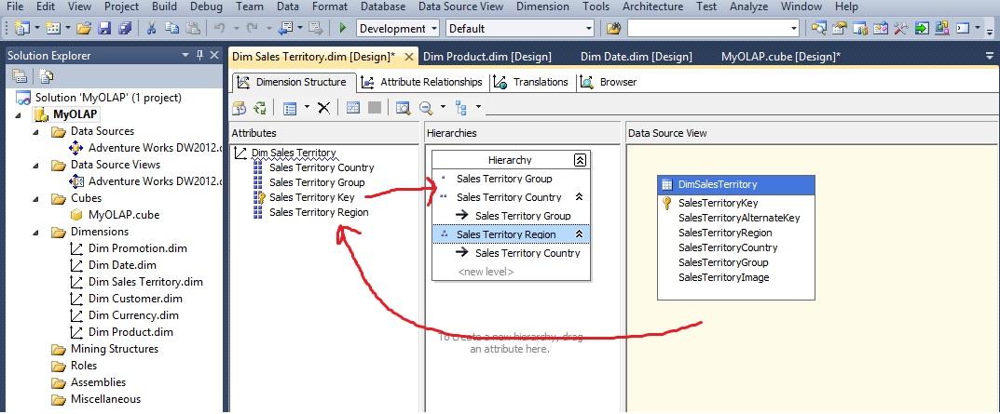 File Edit View Project Build Debug Team Data Format Database Data Source View Dimension Tools Architecture Test Analyze Window Help
Development Default
Solution Explorer
Solution 'MyOLAP' (1 project)
MyOLAP
Data Sources
Adventure Works DW2012.
Data Source Views
Adventure Works DW2012.
Cubes
MyOLAP.cube
Dimensions
Dim Promotion.dim
Dim Date.dim
Dim Sales Territory.dim
Dim Customer.dim
Dim Currency.dim
Dim Product.dim
Mining Structures
Roles
Assemblies
Miscellaneous
Dim Sales Territory.dim [Design]* Dim Product.dim [Design] Dim Date.dim [Design] MyOLAP.cube [Design]*
Dimension Structure Attribute Relationships Translations Browser
Attributes
Dim Sales Territory
Sales Territory Country
Sales Territory Group
Sales Territory Key
Sales Territory Region
Hierarchies
Hierarchy
Sales Territory Group
Sales Territory Country
Sales Territory Group
Sales Territory Region
Sales Territory Country
<new level>
To create a new hierarchy, drag
an attribute here.
Data Source View
DimSalesTerritory
SalesTerritoryKey
SalesTerritoryAlternateKey
SalesTerritoryRegion
SalesTerritoryCountry
SalesTerritoryGroup
SalesTerritoryImage